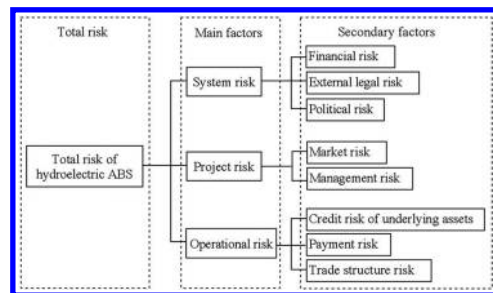 Total risk
Main factors
Secondary factors
Total risk of
hydroelectric ABS
System risk
Financial risk
External legal risk
Political risk
Project risk
Market risk
Management risk
Operational risk
Credit risk of underlying assets
Payment risk
Trade structure risk